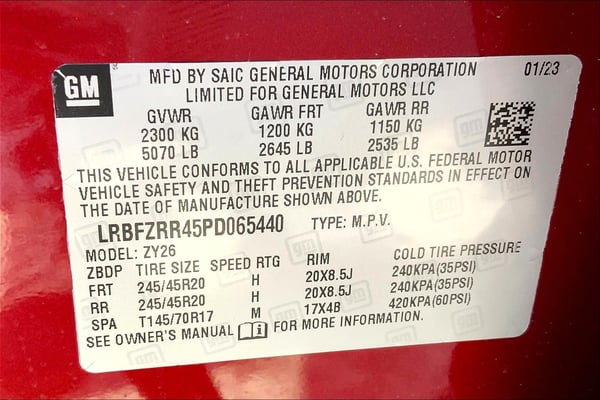 GM
MFD BY SAIC GENERAL MOTORS CORPORATION 01/23
LIMITED FOR GENERAL MOTORS LLC
GVWR GAWR FRT GAWR RR
2300 KG 1200 KG 1150 KG
5070 LB 2645 LB 2535 LB
THIS VEHICLE CONFORMS TO ALL APPLICABLE U.S. FEDERAL MOTOR
VEHICLE SAFETY AND THEFT PREVENTION STANDARDS IN EFFECT ON
THE DATE OF MANUFACTURE SHOWN ABOVE.
LRBFZRR45PD065440 TYPE: M.P.V.
MODEL: ZY26
ZBDP TIRE SIZE SPEED RTG RIM COLD TIRE PRESSURE
FRT 245/45R20 H 20X8.5J 240KPA(35PSI)
RR 245/45R20 H 20X8.5J 240KPA(35PSI)
SPA T145/70R17 M 17X4B 420KPA(60PSI)
SEE OWNER'S MANUAL FOR MORE INFORMATION.